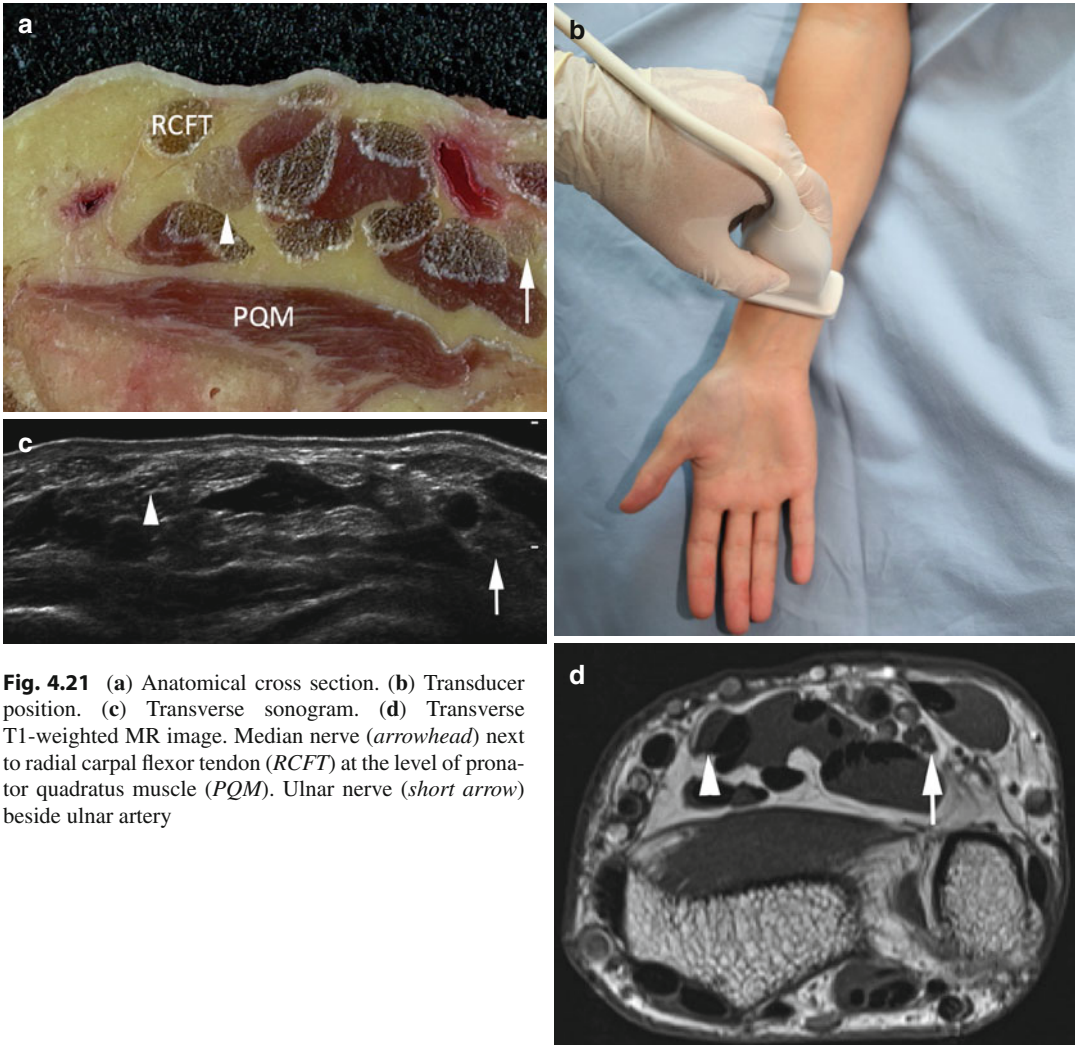 a
RCFT
PQM
b
c
Fig. 4.21 (a) Anatomical cross section. (b) Transducer
position. (c) Transverse sonogram. (d) Transverse
T1-weighted MR image. Median nerve (arrowhead) next
to radial carpal flexor tendon (RCFT) at the level of prona-
tor quadratus muscle (PQM). Ulnar nerve (short arrow)
beside ulnar artery
d